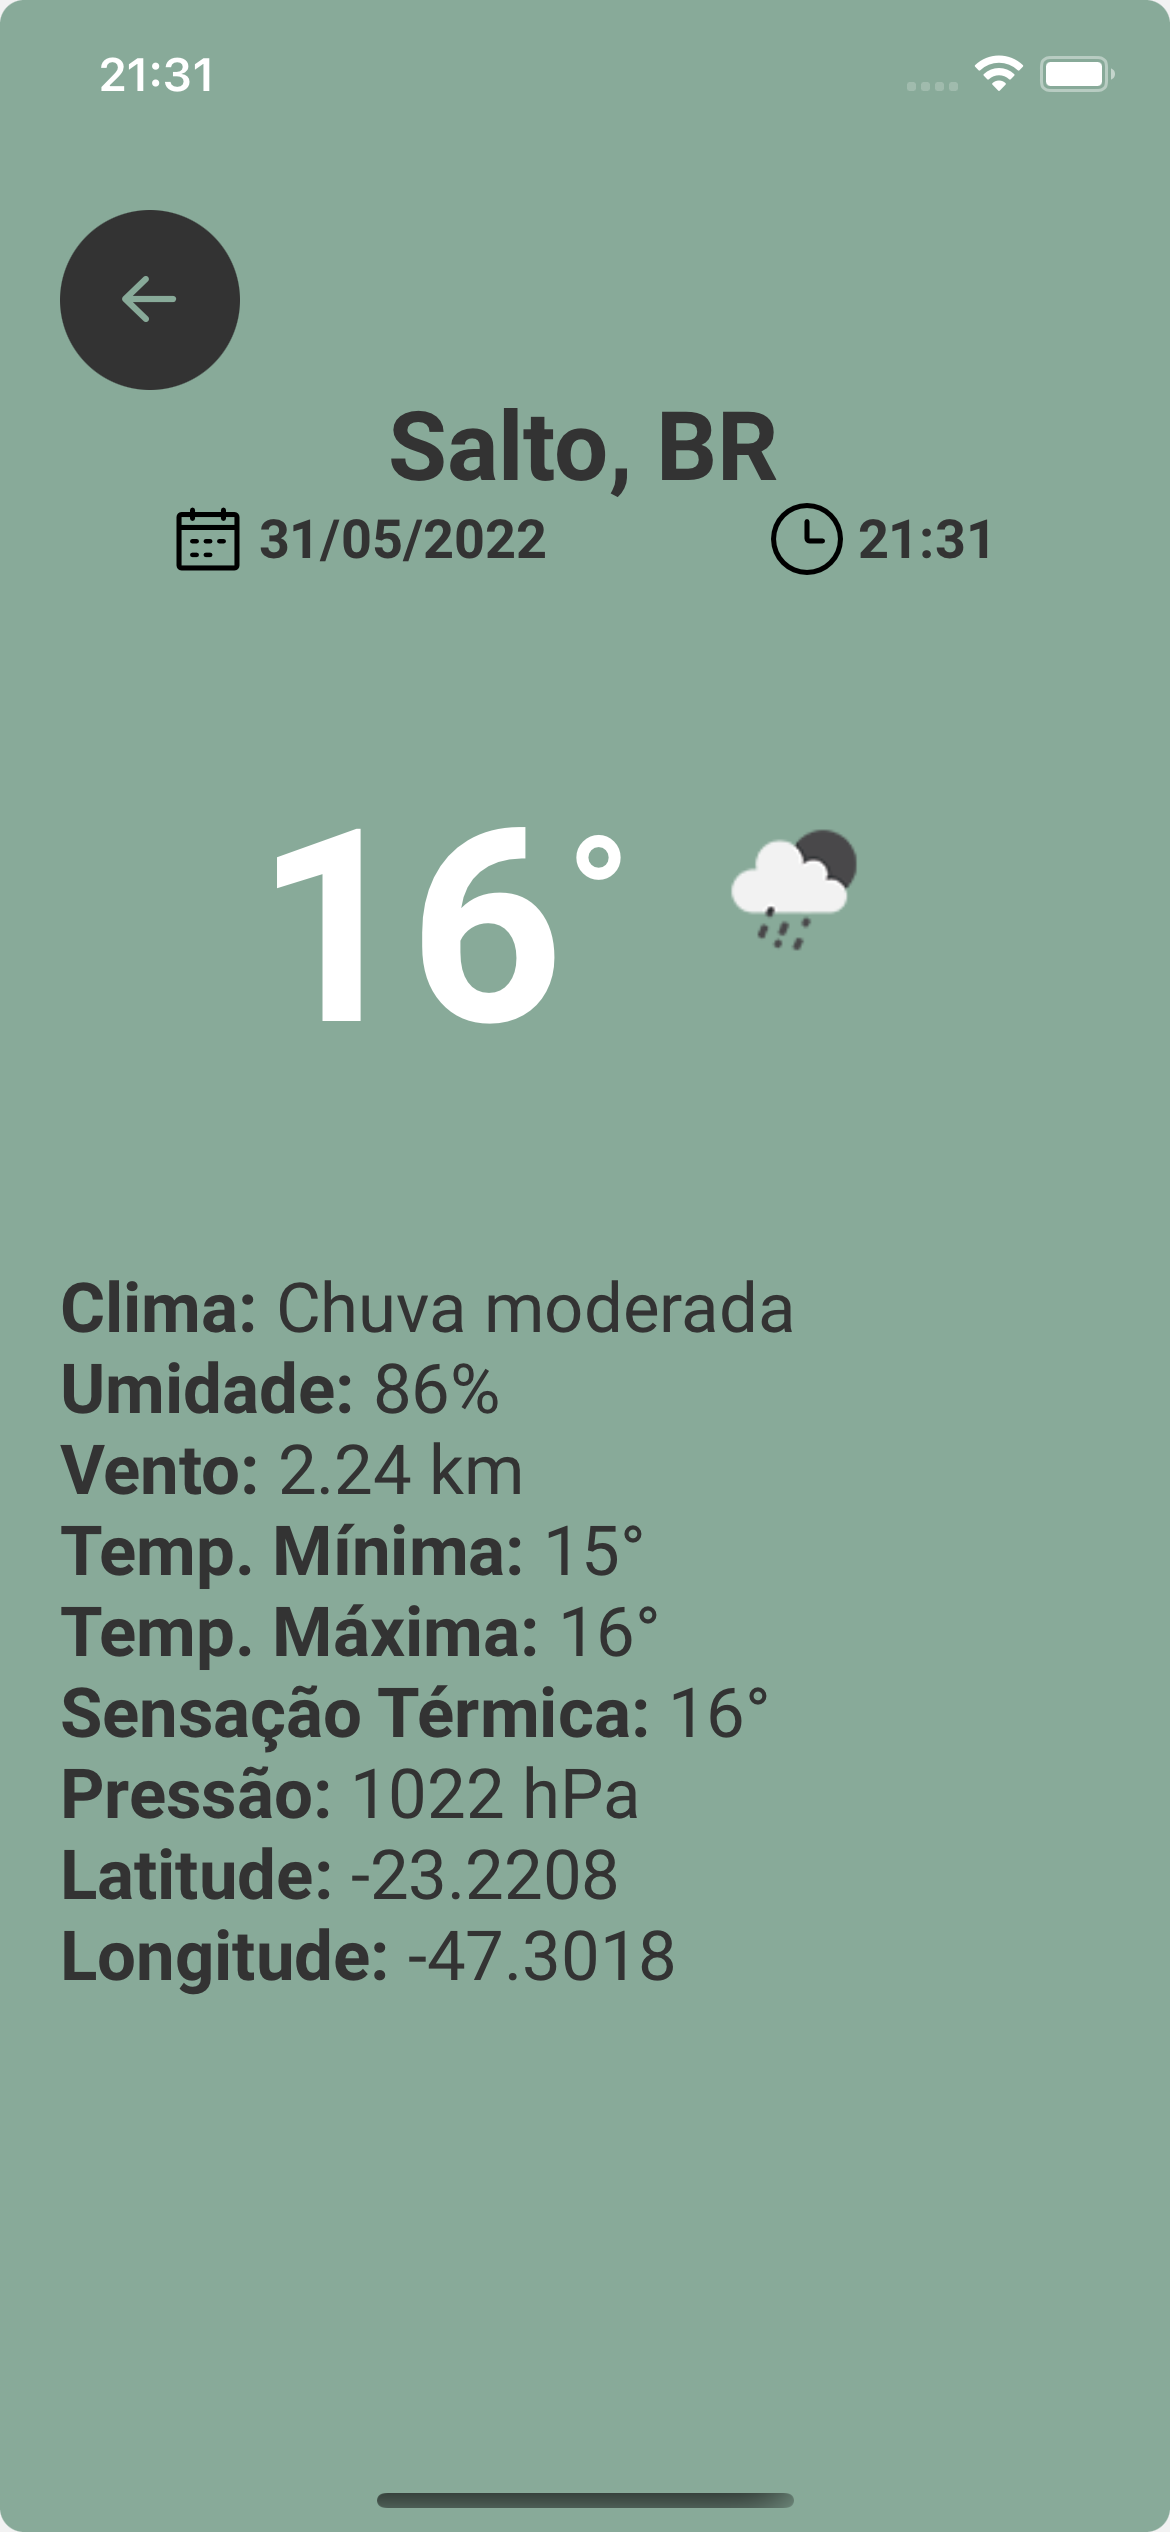 21:31
Salto, BR
31/05/2022 21:31
16°
Clima: Chuva moderada
Umidade: 86%
Vento: 2.24 km
Temp. Mínima: 15°
Temp. Máxima: 16°
Sensação Térmica: 16°
Pressão: 1022 hPa
Latitude: -23.2208
Longitude: -47.3018